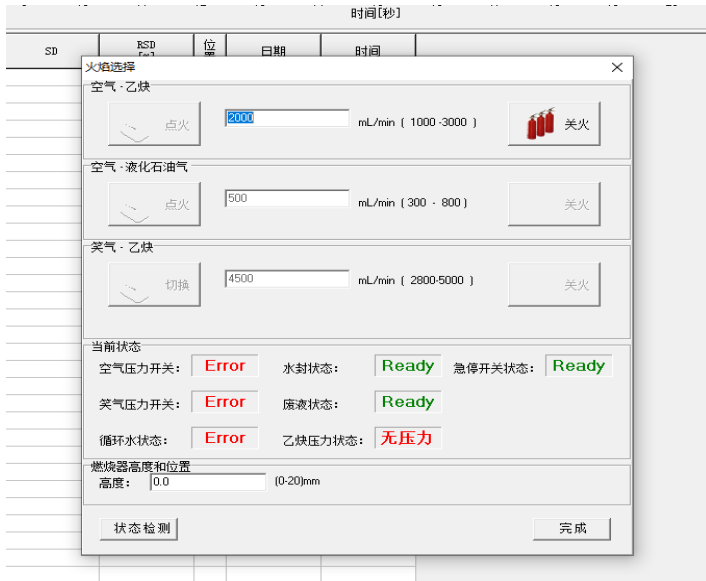 时间[秒]
SD RSD 位 日期 时间
火焰选择
空气 - 乙炔
点火 2000 mL/min ( 1000 -3000 ) 关火
空气 - 液化石油气
点火 500 mL/min ( 300 - 800 ) 关火
笑气 - 乙炔
切换 4500 mL/min ( 2800-5000 ) 关火
当前状态
空气压力开关： Error 水封状态： Ready 急停开关状态： Ready
笑气压力开关： Error 废液状态： Ready
循环水状态： Error 乙炔压力状态： 无压力
燃烧器高度和位置
高度： 0.0 (0-20)mm
状态检测 完成